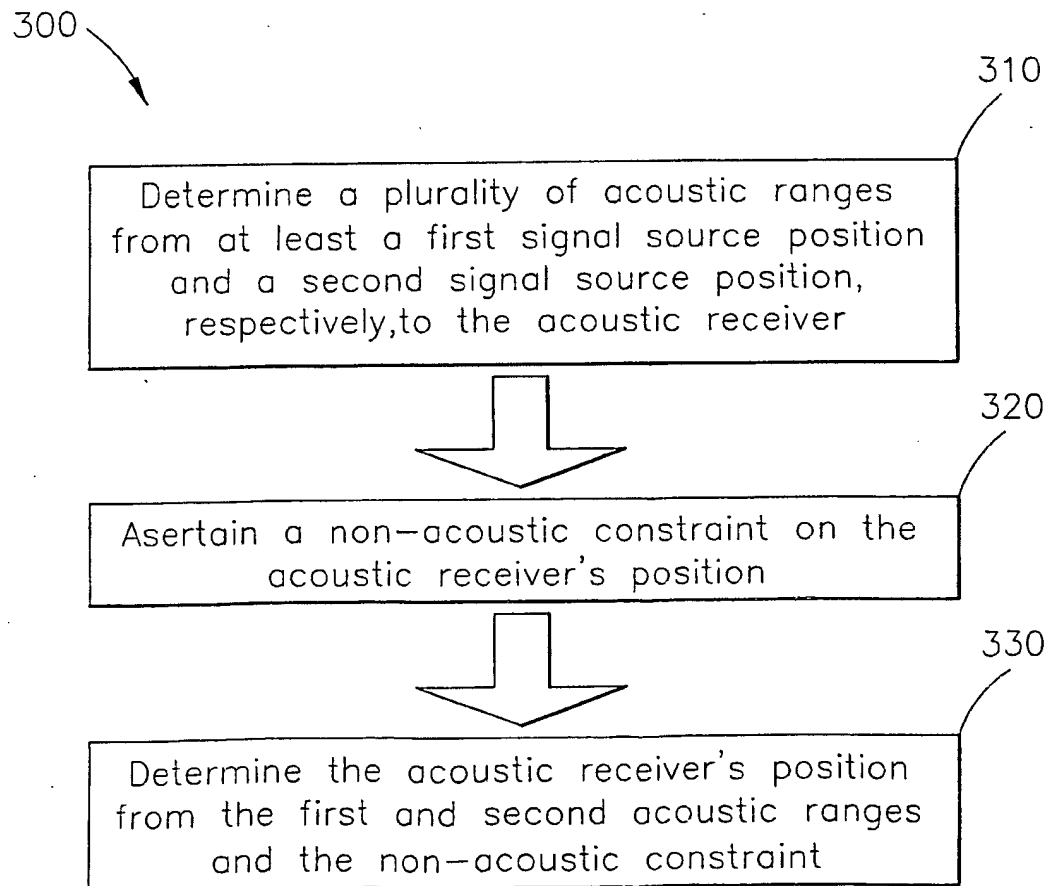 300
310
Determine a plurality of acoustic ranges
from at least a first signal source position
and a second signal source position,
respectively,to the acoustic receiver
320
Asertain a non-acoustic constraint on the
acoustic receiver's position
330
Determine the acoustic receiver's position
from the first and second acoustic ranges
and the non-acoustic constraint